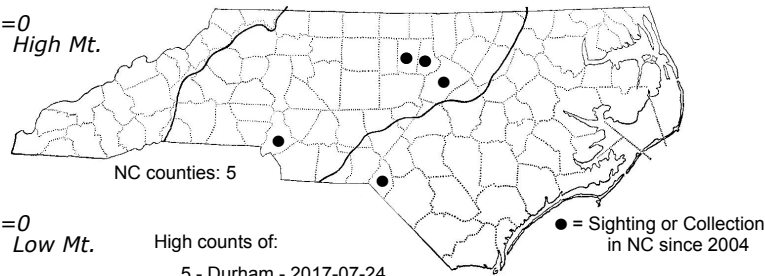 =0
High Mt.
NC counties: 5
=0
Low Mt.
High counts of:
● = Sighting or Collection
in NC since 2004
5 - Durham - 2017-07-24